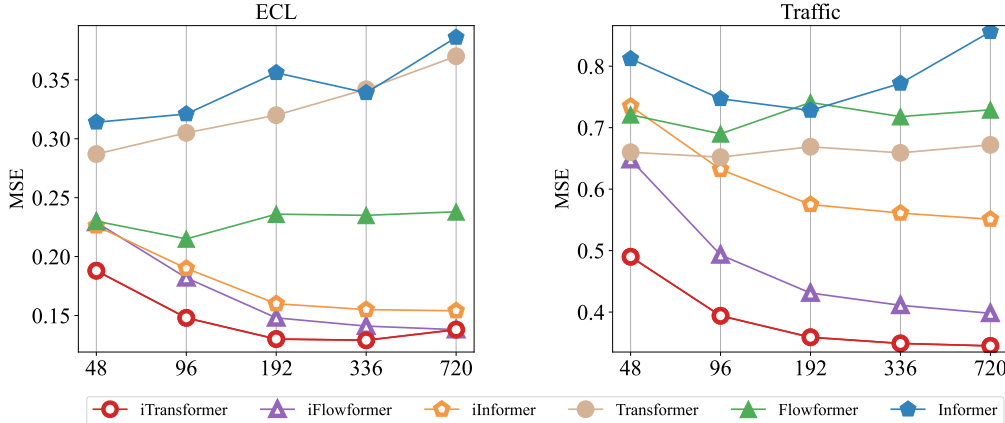 ECL
MSE
0.35
0.30
0.25
0.20
0.15
48 96 192 336 720
Traffic
MSE
0.8
0.7
0.6
0.5
0.4
48 96 192 336 720
iTransformer iFlowformer iInformer Transformer Flowformer Informer